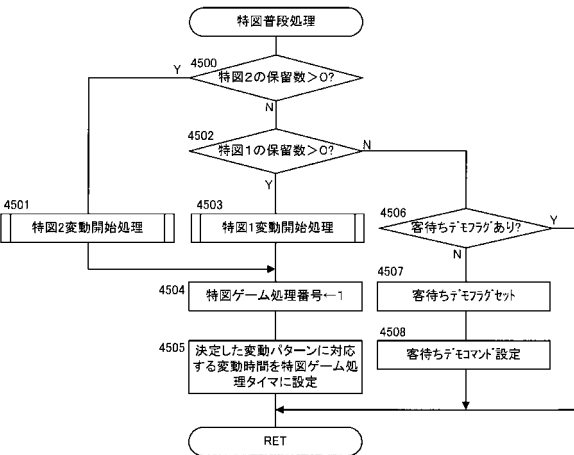 特図普段処理
4500
特図2の保留数>0?
Y
N
4502
特図1の保留数>0?
N
Y
4501
特図2変動開始処理
4503
特図1変動開始処理
4506
客待ちデモフラグあり?
Y
N
4504
特図ゲーム処理番号←1
4507
客待ちデモフラグセット
4505
決定した変動パターンに対応
する変動時間を特図ゲーム処
理タイマに設定
4508
客待ちデモコマンド設定
RET